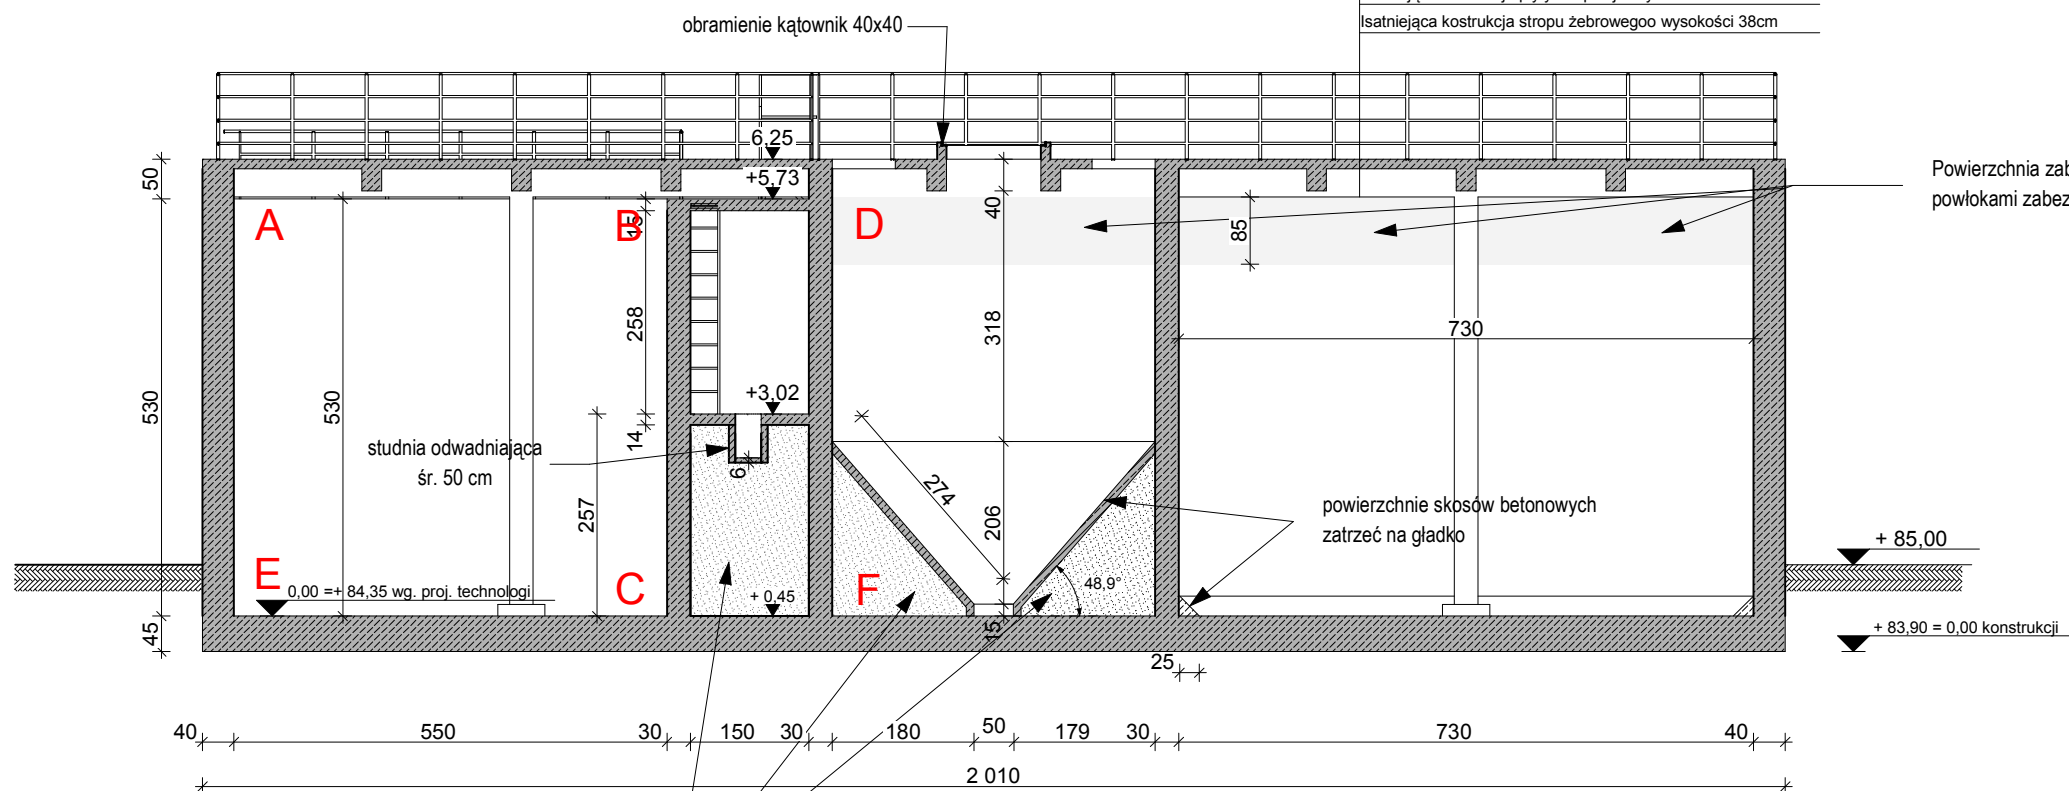 Isatniejąca kostrukcja stropu żebrowegoo wysokości 38cm
obramienie kątownik 40x40
6,25
+5,73
50
A
B
15
D
40
85
Powierzchnia zab
powłokami zabez
530
530
258
318
730
+3,02
14
studnia odwadniająca
śr. 50 cm
6
274
257
206
powierzchnie skosów betonowych
zatrzeć na gładko
+ 85,00
E
0,00 =+ 84,35 wg. proj. technologi
C
+ 0,45
F
48,9°
45
15
+ 83,90 = 0,00 konstrukcji
25
40 550 30 150 30 180 50 179 30 730 40
2 010